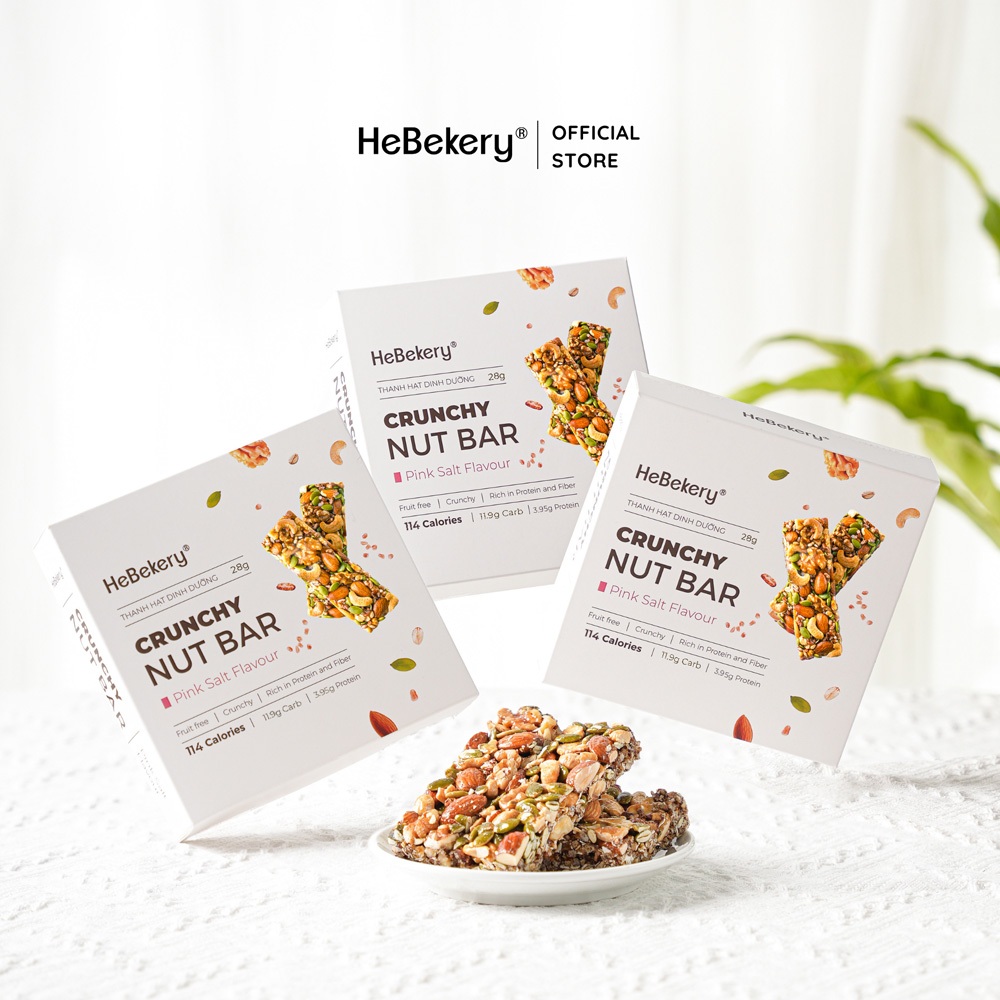 HeBekery® | OFFICIAL
STORE
HeBekery®
THANH HẠT DINH DƯỠNG 28g
CRUNCHY
NUT BAR
Pink Salt Flavour
Fruit free | Crunchy | Rich in Protein and Fiber
114 Calories | 11.9g Carb | 3.95g Protein
HeBekery®
THANH HẠT DINH DƯỠNG 28g
CRUNCHY
NUT BAR
Pink Salt Flavour
Fruit free | Crunchy | Rich in Protein and Fiber
114 Calories | 11.9g Carb | 3.95g Protein
CRUNCHY
HeBekery®
HeBekery®
THANH HẠT DINH DƯỠNG 28g
CRUNCHY
NUT BAR
Pink Salt Flavour
Fruit free | Crunchy | Rich in Protein and Fiber
114 Calories | 11.9g Carb | 3.95g Protein